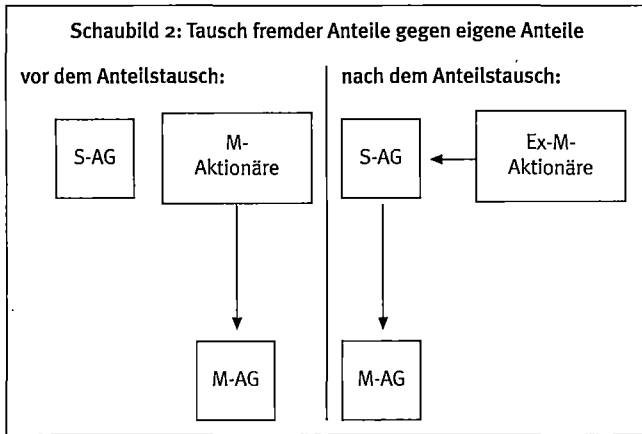 Schaubild 2: Tausch fremder Anteile gegen eigene Anteile
vor dem Anteilstausch:
S-AG
M-
Aktionäre
M-AG
nach dem Anteilstausch:
S-AG
Ex-M-
Aktionäre
M-AG